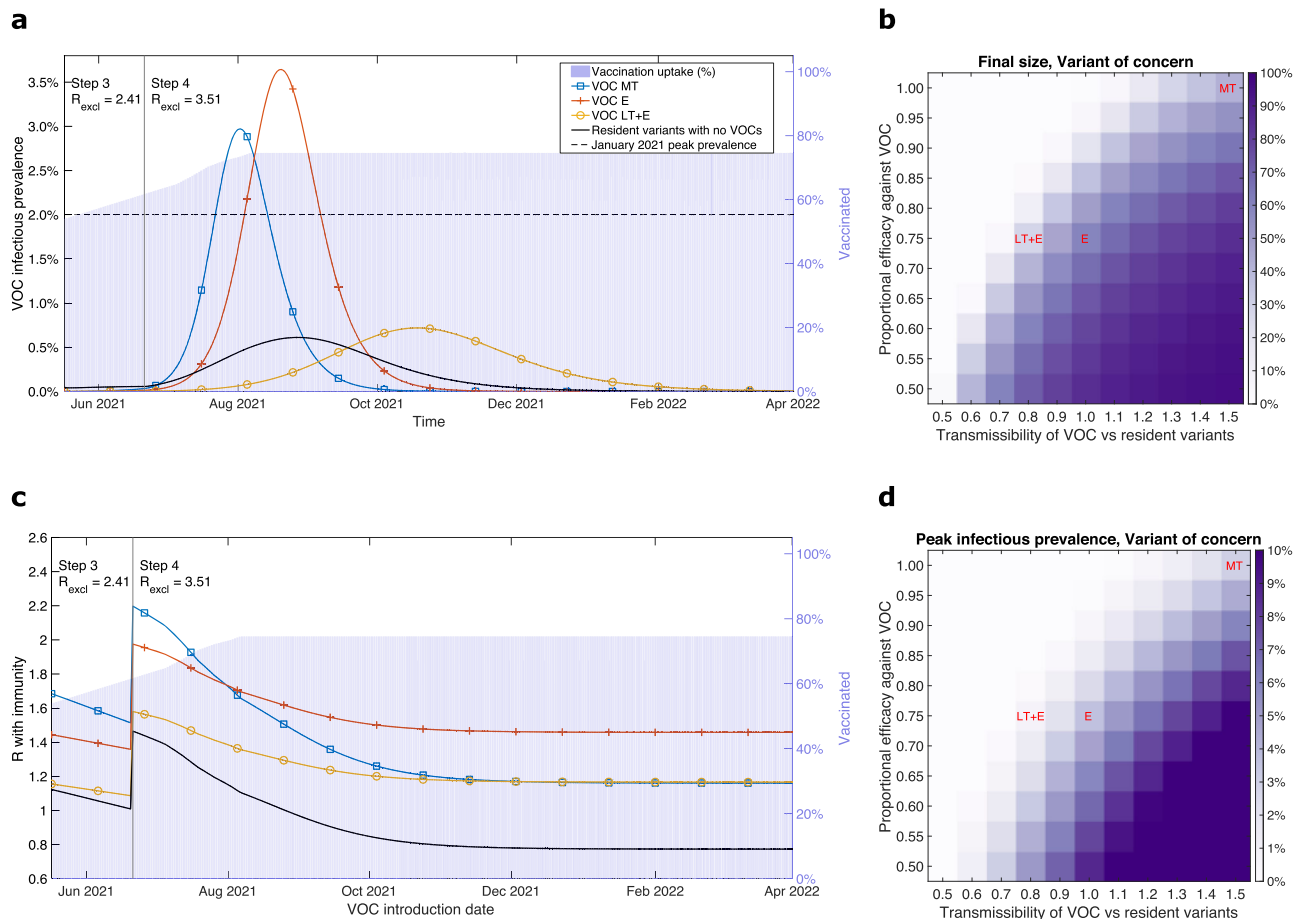 a
Step 3
R_excl = 2.41
Step 4
R_excl = 3.51
Vaccination uptake (%)
VOC MT
VOC E
VOC LT+E
Resident variants with no VOCs
January 2021 peak prevalence
VOC infectious prevalence
3.5%
3.0%
2.5%
2.0%
1.5%
1.0%
0.5%
0.0%
100%
80%
60%
40%
20%
0%
Vaccinated
Jun 2021
Aug 2021
Oct 2021
Dec 2021
Feb 2022
Apr 2022
Time
b
Final size, Variant of concern
Proportional efficacy against VOC
1.00
0.95
0.90
0.85
0.80
0.75
0.70
0.65
0.60
0.55
0.50
MT
LT+E
E
0.5 0.6 0.7 0.8 0.9 1.0 1.1 1.2 1.3 1.4 1.5
Transmissibility of VOC vs resident variants
100%
90%
80%
70%
60%
50%
40%
30%
20%
10%
0%
c
Step 3
R_excl = 2.41
Step 4
R_excl = 3.51
R with immunity
2.6
2.4
2.2
2
1.8
1.6
1.4
1.2
1
0.8
0.6
100%
80%
60%
40%
20%
0%
Vaccinated
Jun 2021
Aug 2021
Oct 2021
Dec 2021
Feb 2022
Apr 2022
VOC introduction date
d
Peak infectious prevalence, Variant of concern
Proportional efficacy against VOC
1.00
0.95
0.90
0.85
0.80
0.75
0.70
0.65
0.60
0.55
0.50
MT
LT+E
E
0.5 0.6 0.7 0.8 0.9 1.0 1.1 1.2 1.3 1.4 1.5
Transmissibility of VOC vs resident variants
10%
9%
8%
7%
6%
5%
4%
3%
2%
1%
0%